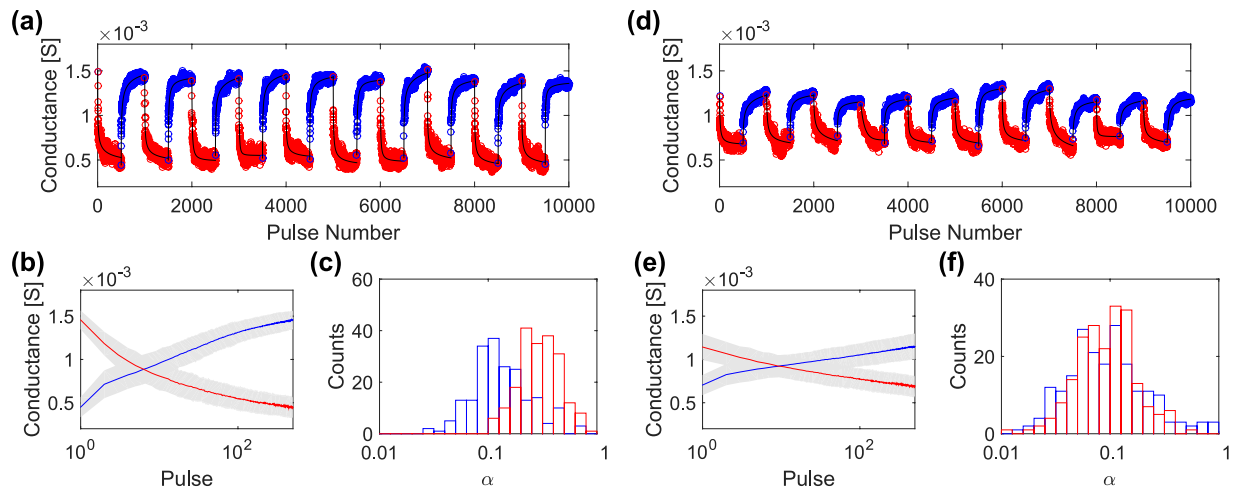 (a)
×10⁻³
Conductance [S]
1.5
1
0.5
0
2000
4000
6000
8000
10000
Pulse Number
(d)
×10⁻³
Conductance [S]
1.5
1
0.5
0
2000
4000
6000
8000
10000
Pulse Number
(b)
×10⁻³
Conductance [S]
1.5
1
0.5
10⁰
10²
Pulse
(c)
Counts
60
40
20
0
0.01
0.1
1
α
(e)
×10⁻³
Conductance [S]
1.5
1
0.5
10⁰
10²
Pulse
(f)
Counts
40
20
0
0.01
0.1
1
α